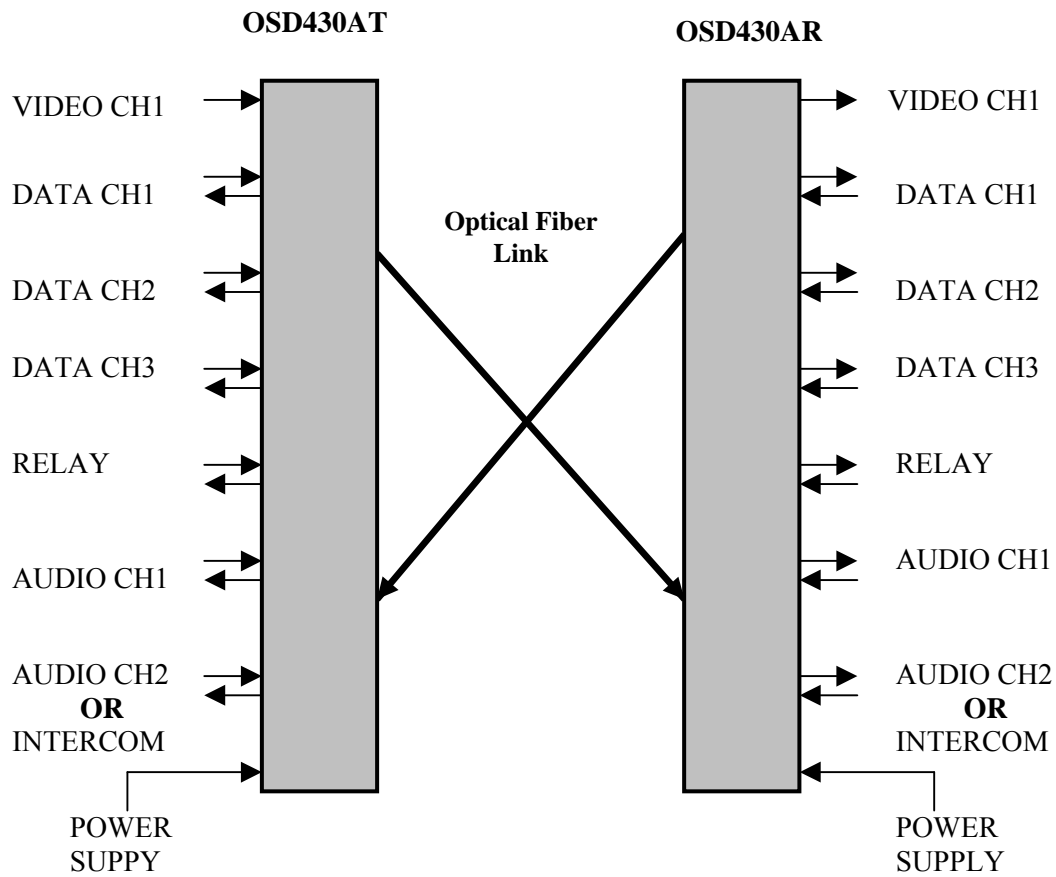 OSD430AT
OSD430AR
VIDEO CH1
DATA CH1
DATA CH2
DATA CH3
RELAY
AUDIO CH1
AUDIO CH2
OR
INTERCOM
POWER
SUPPY
Optical Fiber
Link
VIDEO CH1
DATA CH1
DATA CH2
DATA CH3
RELAY
AUDIO CH1
AUDIO CH2
OR
INTERCOM
POWER
SUPPLY